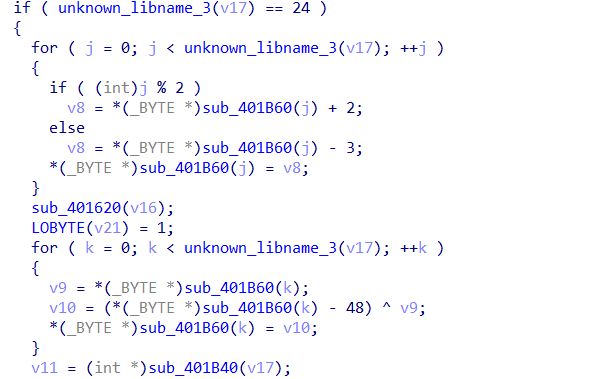 if ( unknown_libname_3(v17) == 24 )
{
  for ( j = 0; j < unknown_libname_3(v17); ++j )
  {
    if ( (int)j % 2 )
      v8 = *(_BYTE *)sub_401B60(j) + 2;
    else
      v8 = *(_BYTE *)sub_401B60(j) - 3;
    *(_BYTE *)sub_401B60(j) = v8;
  }
  sub_401620(v16);
  LOBYTE(v21) = 1;
  for ( k = 0; k < unknown_libname_3(v17); ++k )
  {
    v9 = *(_BYTE *)sub_401B60(k);
    v10 = (*(_BYTE *)sub_401B60(k) - 48) ^ v9;
    *(_BYTE *)sub_401B60(k) = v10;
  }
  v11 = (int *)sub_401B40(v17);